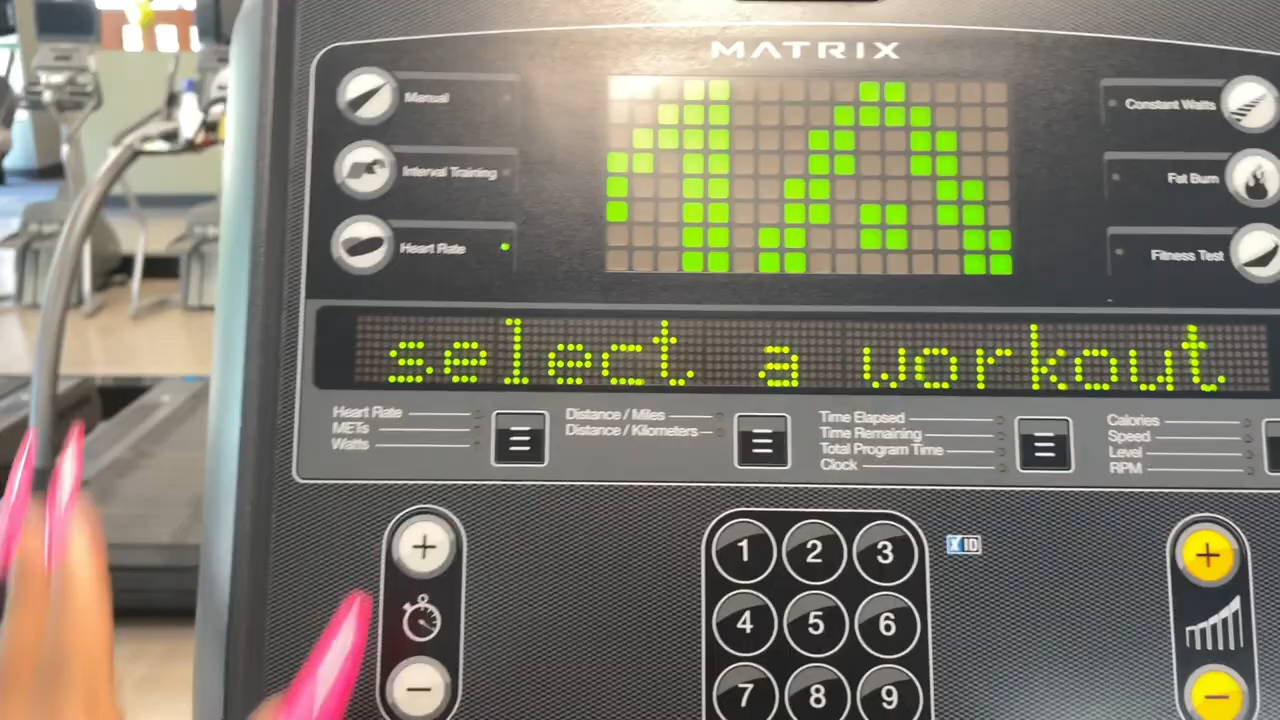 MATRIX
Manual
Interval Training
Heart Rate
Constant Watts
Fat Burn
Fitness Test
select a workout
Heart Rate
METs
Watts
Distance / Miles
Distance / Kilometers
Time Elapsed
Time Remaining
Total Program Time
Clock
Calories
Speed
Level
RPM
+
−
1 2 3
4 5 6
7 8 9
XID
+
−